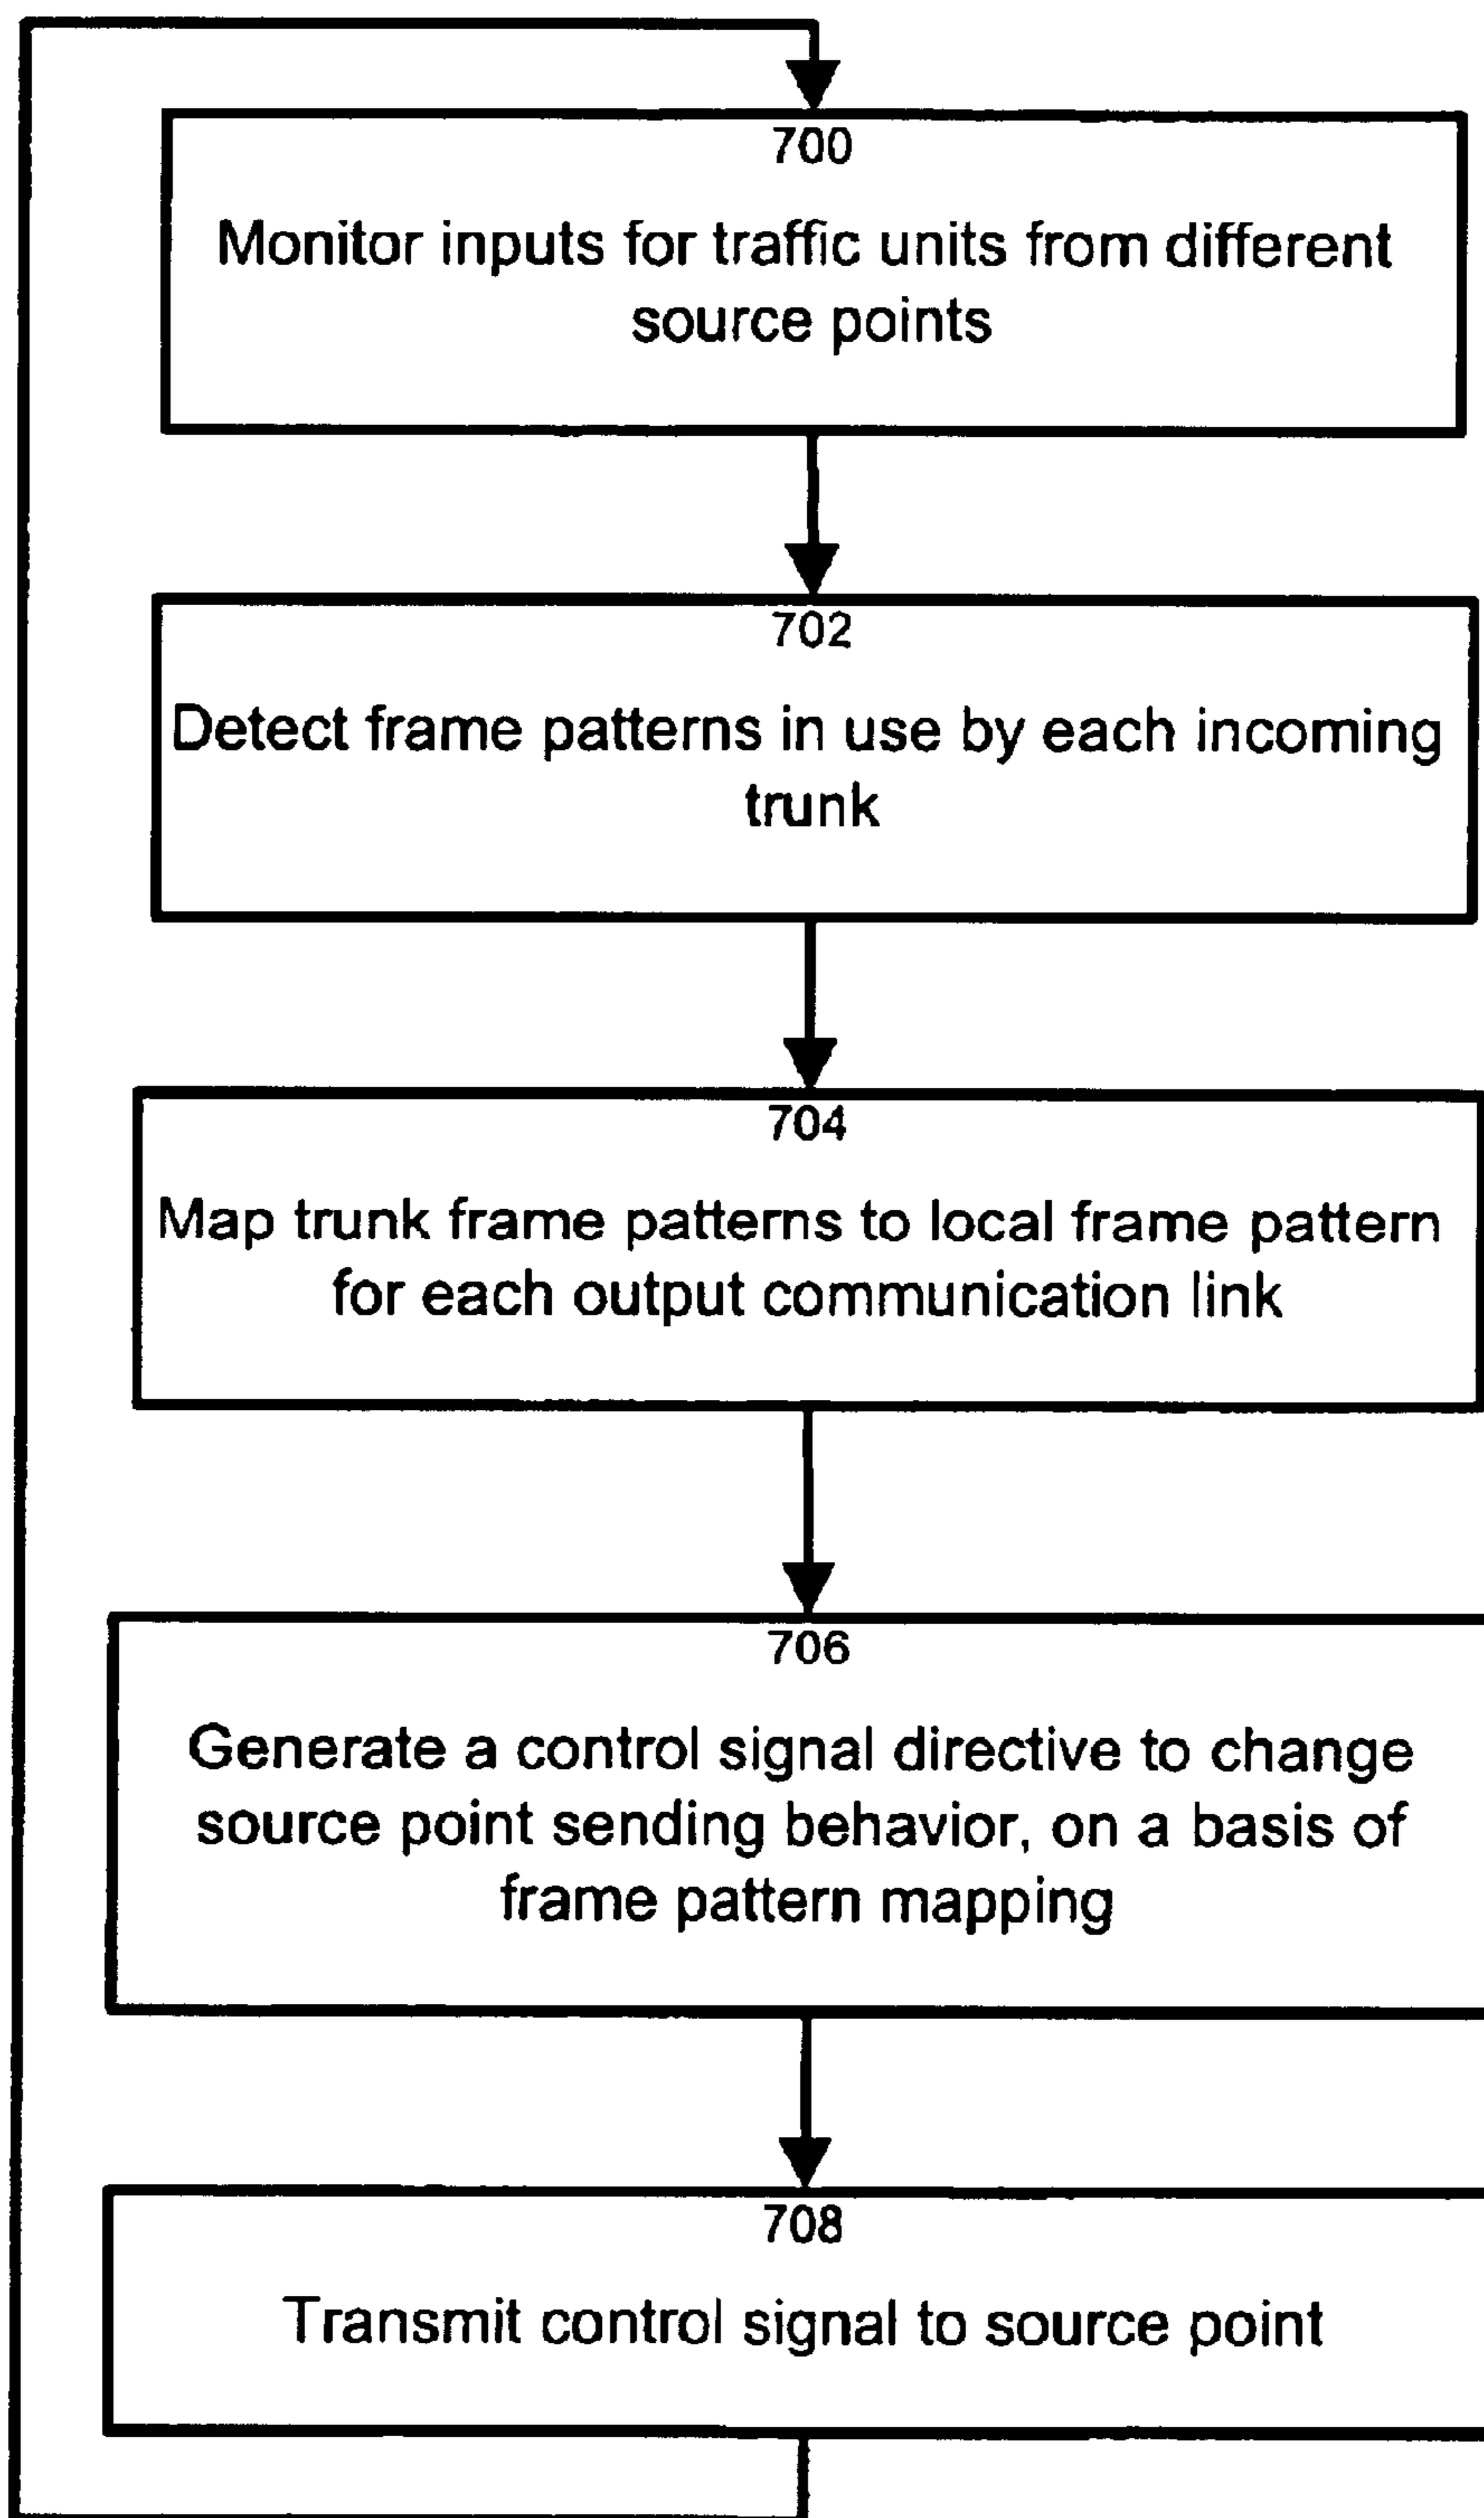 700
Monitor inputs for traffic units from different
source points
702
Detect frame patterns in use by each incoming
trunk
704
Map trunk frame patterns to local frame pattern
for each output communication link
706
Generate a control signal directive to change
source point sending behavior, on a basis of
frame pattern mapping
708
Transmit control signal to source point